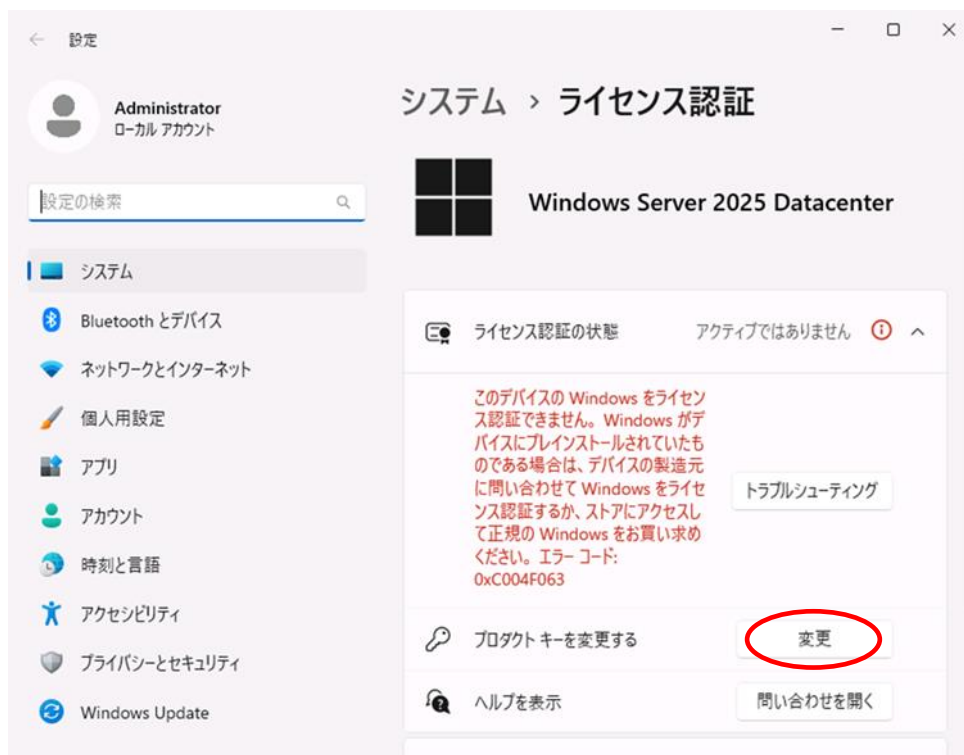 設定
Administrator
ローカル アカウント
設定の検索
システム
Bluetooth とデバイス
ネットワークとインターネット
個人用設定
アプリ
アカウント
時刻と言語
アクセシビリティ
プライバシーとセキュリティ
Windows Update
システム › ライセンス認証
Windows Server 2025 Datacenter
ライセンス認証の状態
アクティブではありません
このデバイスの Windows をライセン
ス認証できません。Windows がデ
バイスにプレインストールされていたも
のである場合は、デバイスの製造元
に問い合わせて Windows をライセ
ンス認証するか、ストアにアクセスし
て正規の Windows をお買い求め
ください。エラー コード:
0xC004F063
トラブルシューティング
プロダクト キーを変更する
変更
ヘルプを表示
問い合わせを開く